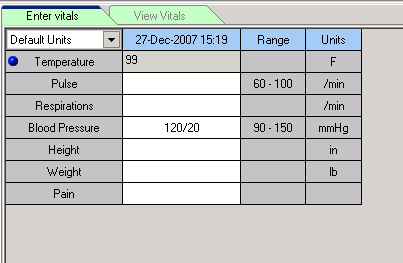 Enter vitals View Vitals
Default Units 27-Dec-2007 15:19 Range Units
Temperature 99 F
Pulse 60 - 100 /min
Respirations /min
Blood Pressure 120/20 90 - 150 mmHg
Height in
Weight lb
Pain